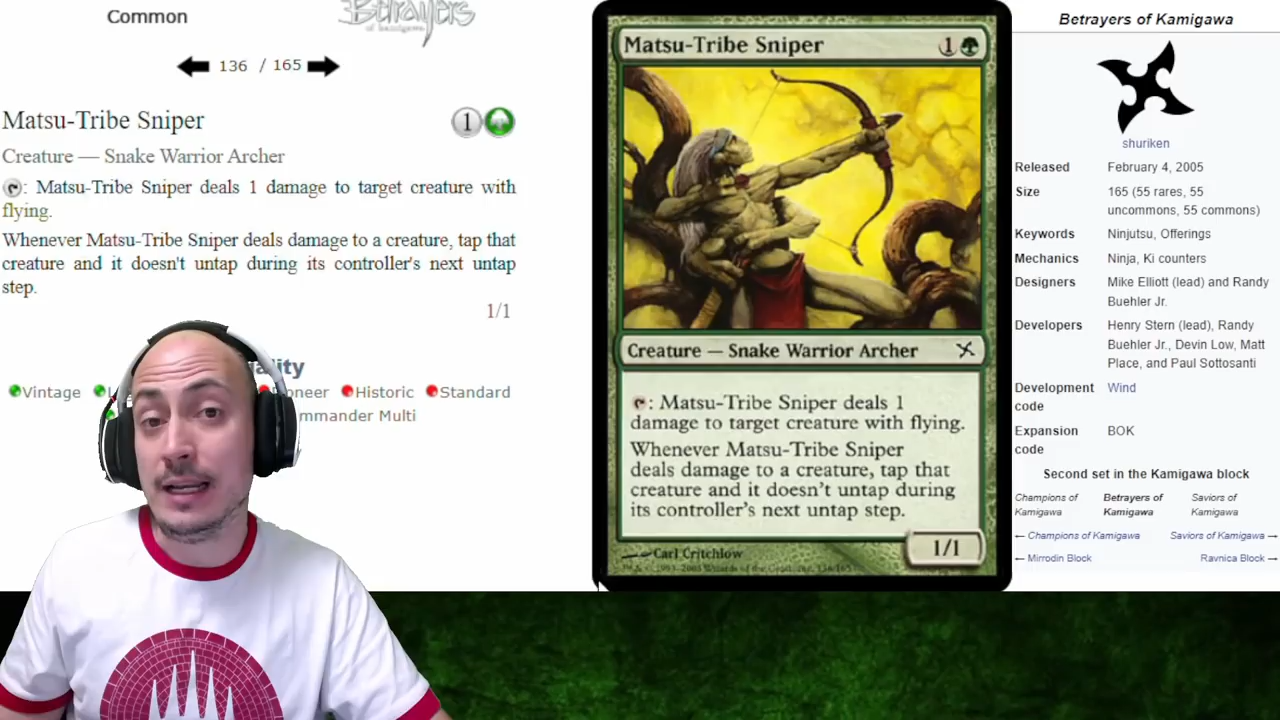 Common
Betrayers
of Kamigawa
136 / 165
Matsu-Tribe Sniper
1
Creature — Snake Warrior Archer
: Matsu-Tribe Sniper deals 1 damage to target creature with
flying.
Whenever Matsu-Tribe Sniper deals damage to a creature, tap that
creature and it doesn't untap during its controller's next untap
step.
1/1
Vintage
Historic
Standard
Multi
Matsu-Tribe Sniper
1
Creature — Snake Warrior Archer
: Matsu-Tribe Sniper deals 1
damage to target creature with flying.
Whenever Matsu-Tribe Sniper
deals damage to a creature, tap that
creature and it doesn't untap during
its controller's next untap step.
Carl Critchlow
1/1
Betrayers of Kamigawa
shuriken
Released February 4, 2005
Size 165 (55 rares, 55
uncommons, 55 commons)
Keywords Ninjutsu, Offerings
Mechanics Ninja, Ki counters
Designers Mike Elliott (lead) and Randy
Buehler Jr.
Developers Henry Stern (lead), Randy
Buehler Jr., Devin Low, Matt
Place, and Paul Sottosanti
Development Wind
code
Expansion BOK
code
Second set in the Kamigawa block
Champions of Betrayers of Saviors of
Kamigawa Kamigawa Kamigawa
← Champions of Kamigawa Saviors of Kamigawa →
← Mirrodin Block Ravnica Block →